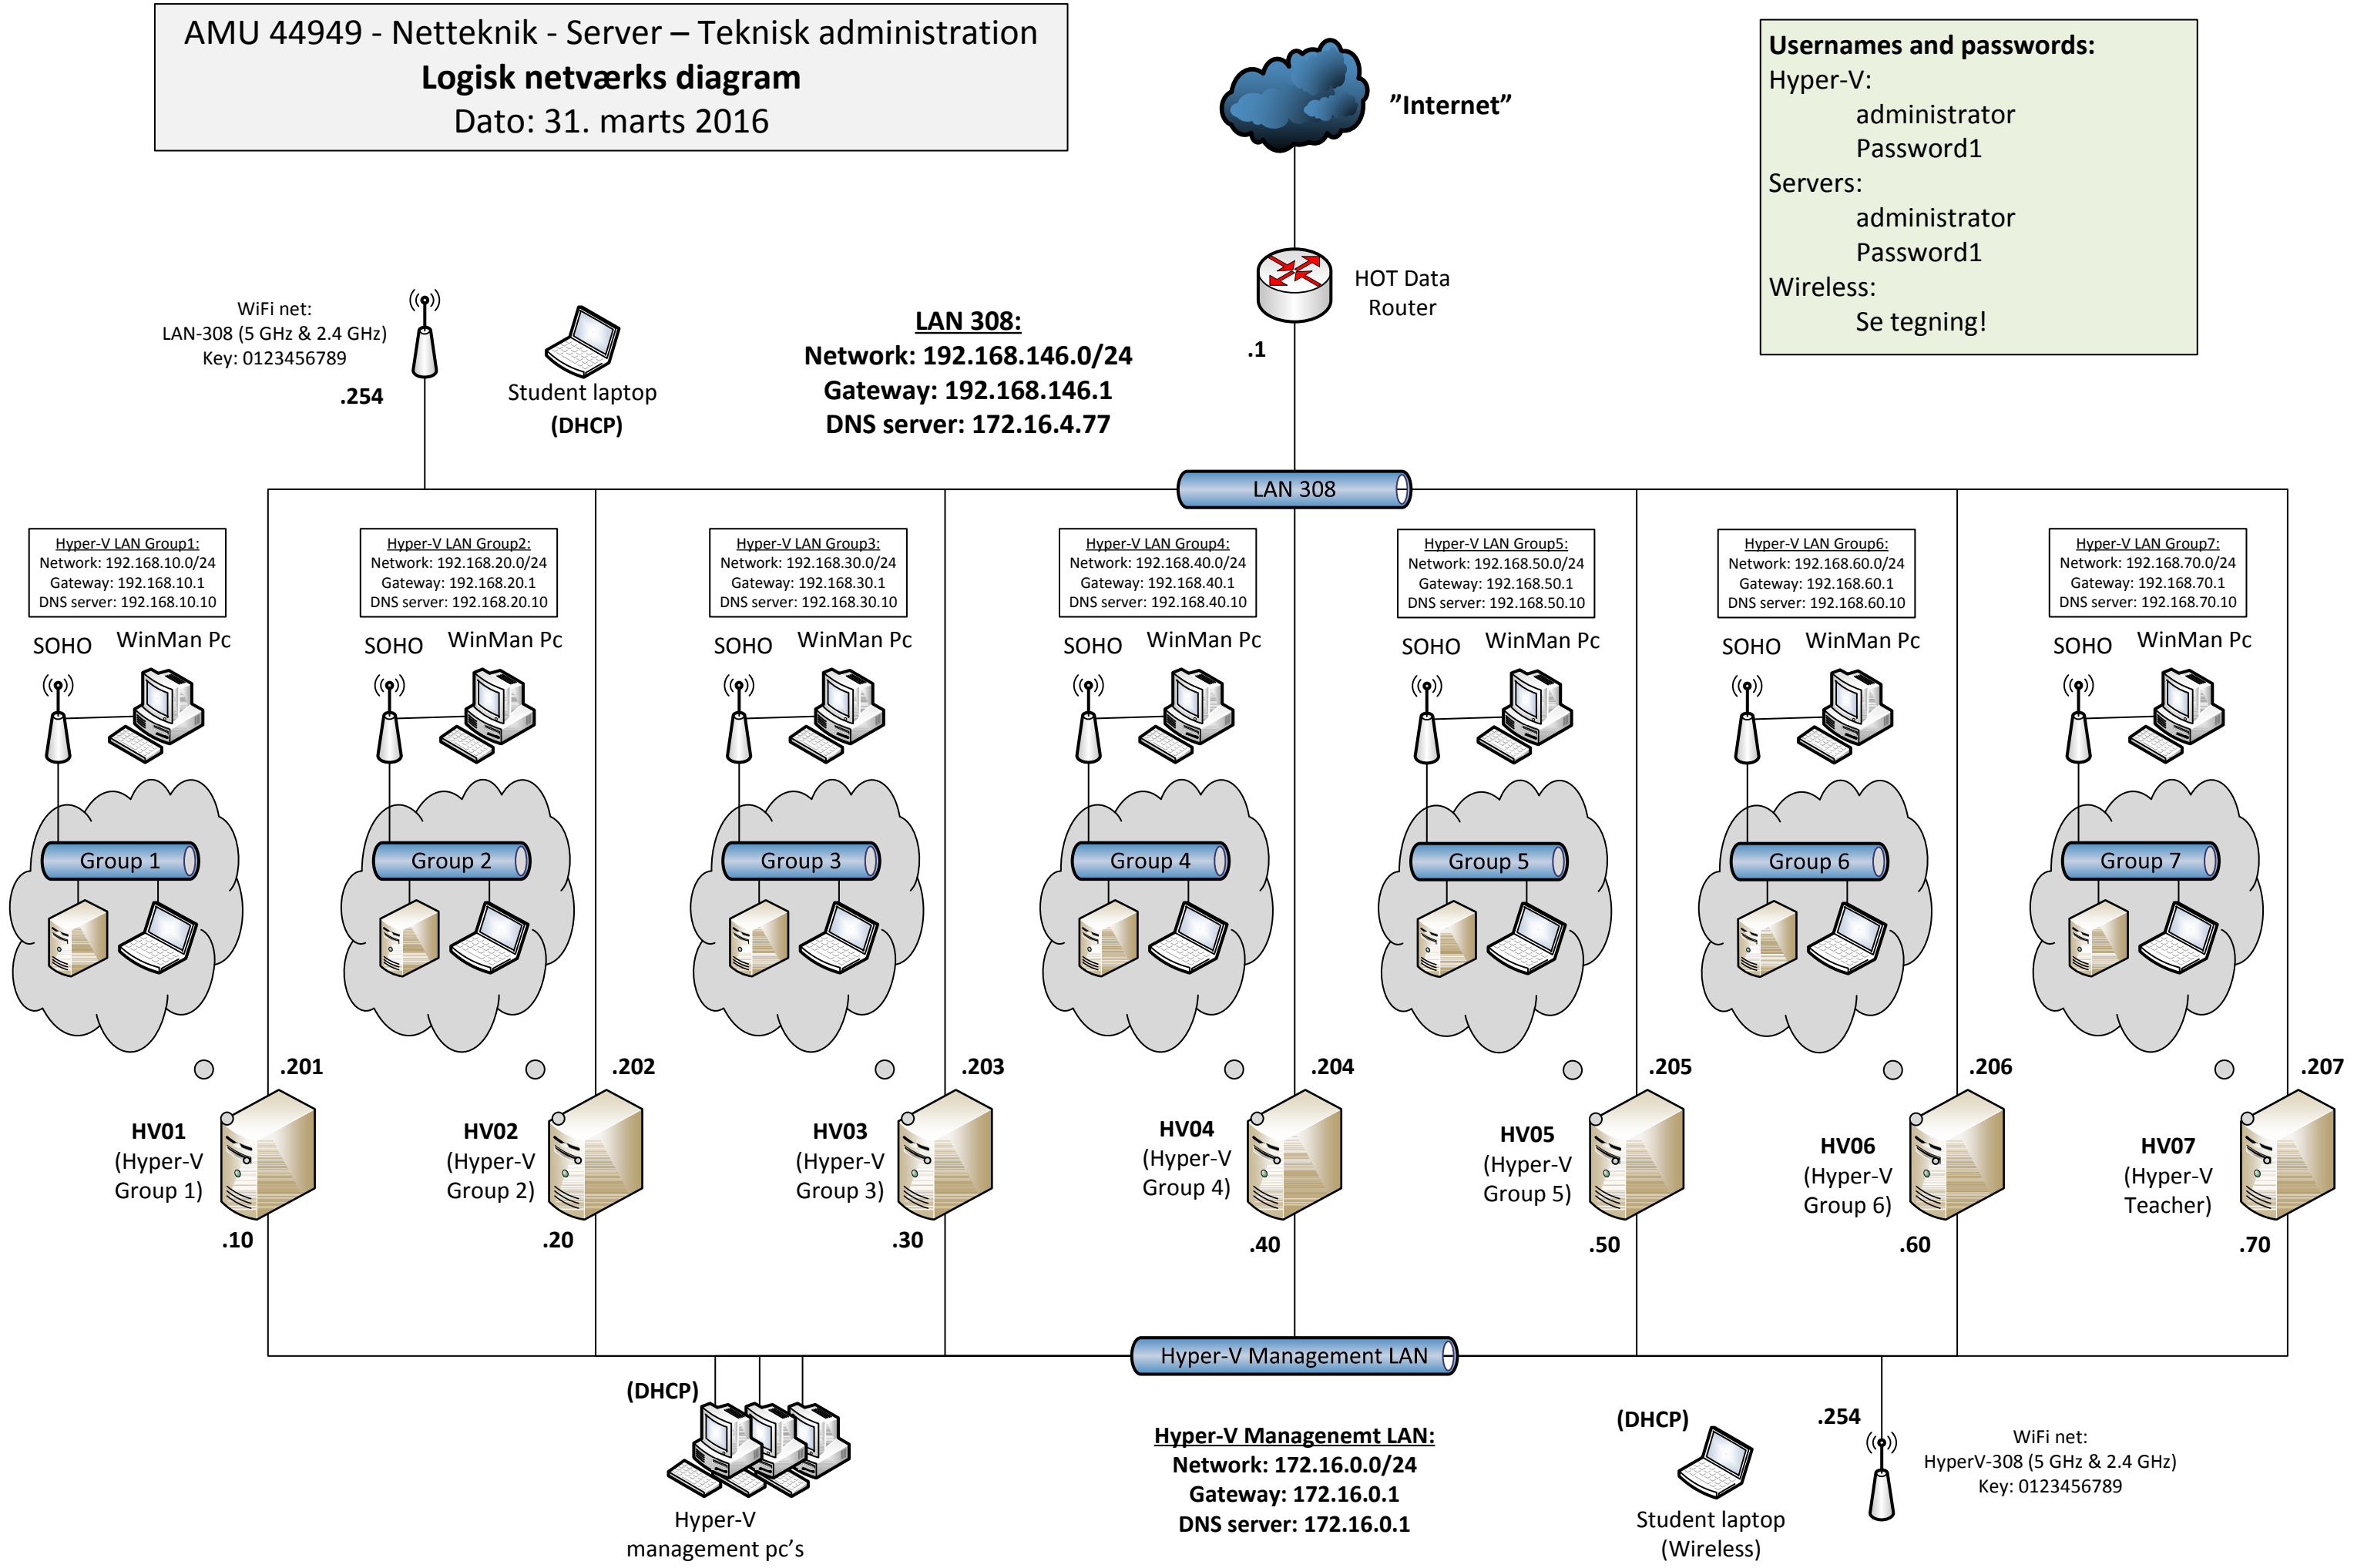 AMU 44949 - Netteknik - Server – Teknisk administration
Logisk netværks diagram
Dato: 31. marts 2016
"Internet"
Usernames and passwords:
Hyper-V:
administrator
Password1
Servers:
administrator
Password1
Wireless:
Se tegning!
HOT Data
Router
.1
WiFi net:
LAN-308 (5 GHz & 2.4 GHz)
Key: 0123456789
.254
Student laptop
(DHCP)
LAN 308:
Network: 192.168.146.0/24
Gateway: 192.168.146.1
DNS server: 172.16.4.77
LAN 308
Hyper-V LAN Group1:
Network: 192.168.10.0/24
Gateway: 192.168.10.1
DNS server: 192.168.10.10
Hyper-V LAN Group2:
Network: 192.168.20.0/24
Gateway: 192.168.20.1
DNS server: 192.168.20.10
Hyper-V LAN Group3:
Network: 192.168.30.0/24
Gateway: 192.168.30.1
DNS server: 192.168.30.10
Hyper-V LAN Group4:
Network: 192.168.40.0/24
Gateway: 192.168.40.1
DNS server: 192.168.40.10
Hyper-V LAN Group5:
Network: 192.168.50.0/24
Gateway: 192.168.50.1
DNS server: 192.168.50.10
Hyper-V LAN Group6:
Network: 192.168.60.0/24
Gateway: 192.168.60.1
DNS server: 192.168.60.10
Hyper-V LAN Group7:
Network: 192.168.70.0/24
Gateway: 192.168.70.1
DNS server: 192.168.70.10
SOHO
WinMan Pc
SOHO
WinMan Pc
SOHO
WinMan Pc
SOHO
WinMan Pc
SOHO
WinMan Pc
SOHO
WinMan Pc
SOHO
WinMan Pc
Group 1
Group 2
Group 3
Group 4
Group 5
Group 6
Group 7
.201
.202
.203
.204
.205
.206
.207
HV01
(Hyper-V
Group 1)
HV02
(Hyper-V
Group 2)
HV03
(Hyper-V
Group 3)
HV04
(Hyper-V
Group 4)
HV05
(Hyper-V
Group 5)
HV06
(Hyper-V
Group 6)
HV07
(Hyper-V
Teacher)
.10
.20
.30
.40
.50
.60
.70
Hyper-V Management LAN
(DHCP)
Hyper-V
management pc's
Hyper-V Managenemt LAN:
Network: 172.16.0.0/24
Gateway: 172.16.0.1
DNS server: 172.16.0.1
(DHCP)
Student laptop
(Wireless)
.254
WiFi net:
HyperV-308 (5 GHz & 2.4 GHz)
Key: 0123456789